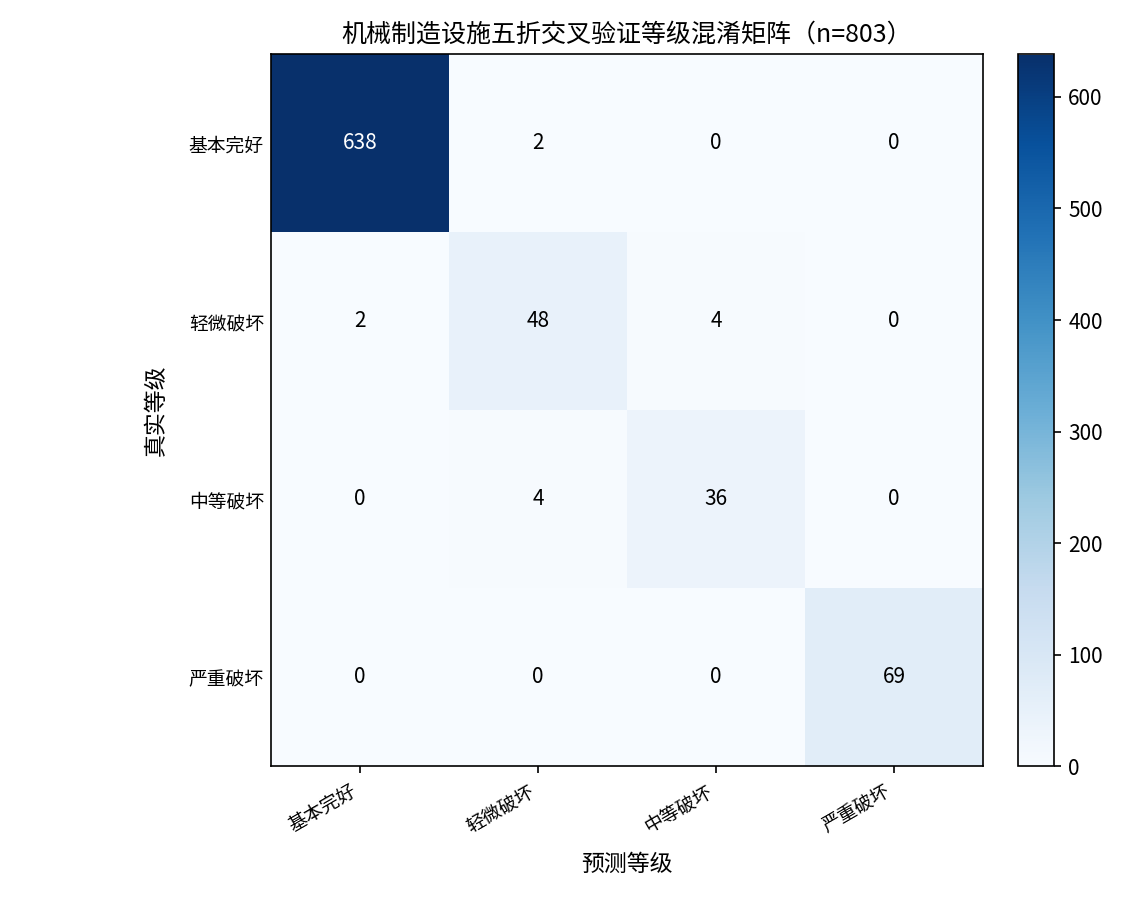 机械制造设施五折交叉验证等级混淆矩阵（n=803）
基本完好
638
2
0
0
轻微破坏
2
48
4
0
中等破坏
0
4
36
0
严重破坏
0
0
0
69
真实等级
基本完好
轻微破坏
中等破坏
严重破坏
预测等级
600
500
400
300
200
100
0